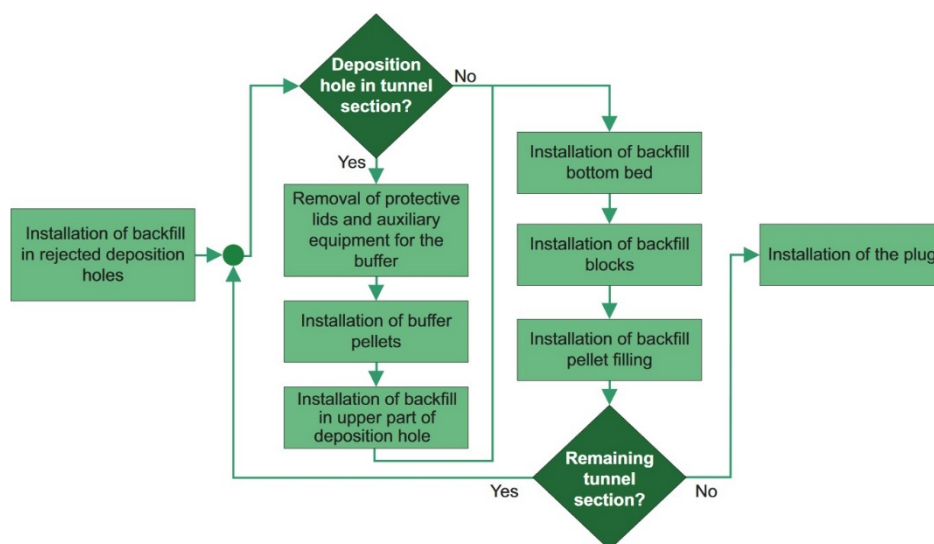 Deposition
hole in tunnel
section?
No
Yes
Installation of backfill
in rejected deposition
holes
Removal of protective
lids and auxiliary
equipment for the
buffer
Installation of buffer
pellets
Installation of backfill
in upper part of
deposition hole
Installation of backfill
bottom bed
Installation of backfill
blocks
Installation of backfill
pellet filling
Remaining
tunnel
section?
Yes
No
Installation of the plug